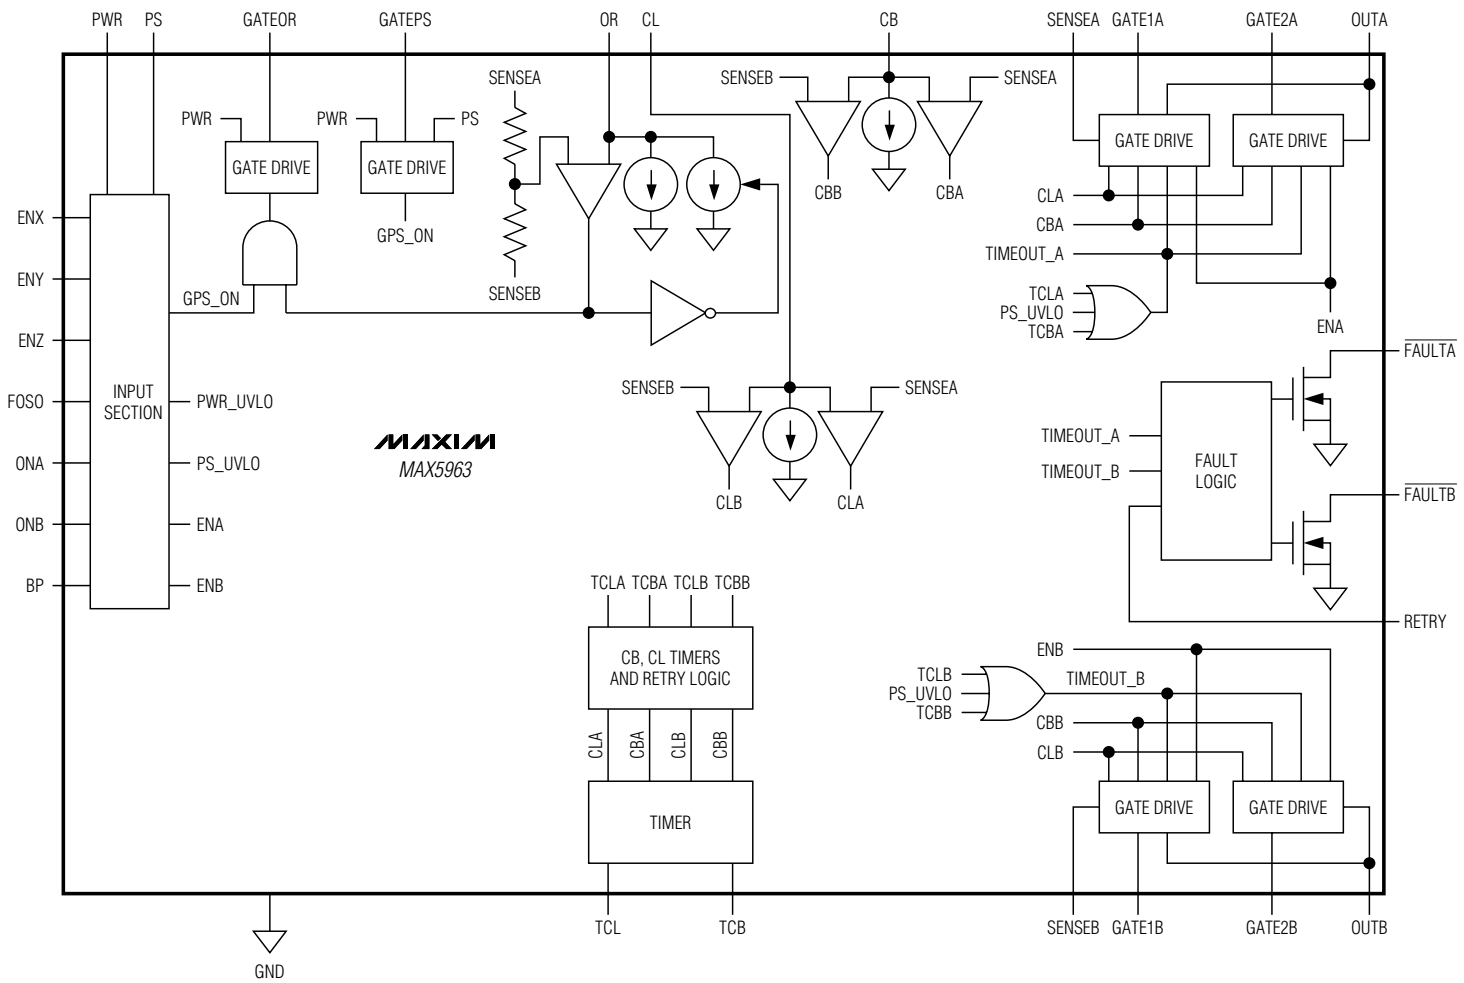 PWR PS GATEOR GATEPS OR CL CB SENSEA GATE1A GATE2A OUTA
SENSEA
SENSEB SENSEA
PWR PWR PS
GATE DRIVE GATE DRIVE
GATE DRIVE GATE DRIVE
CBB CBA
CLA
ENX
GPS_ON
CBA
TIMEOUT_A
ENY
GPS_ON
SENSEB
TCLA
PS_UVLO
TCBA
ENA
ENZ
FAULTA
SENSEB SENSEA
INPUT
SECTION
FOSO PWR_UVLO
MAXIM
MAX5963
TIMEOUT_A
TIMEOUT_B
FAULT
LOGIC
ONA PS_UVLO
CLB CLA
FAULTB
ONB ENA
BP ENB
TCLA TCBA TCLB TCBB
RETRY
CB, CL TIMERS
AND RETRY LOGIC
ENB
TCLB
PS_UVLO
TCBB
TIMEOUT_B
CBB
CLB
CLA CBA CLB CBB
TIMER
GATE DRIVE GATE DRIVE
TCL TCB SENSEB GATE1B GATE2B OUTB
GND